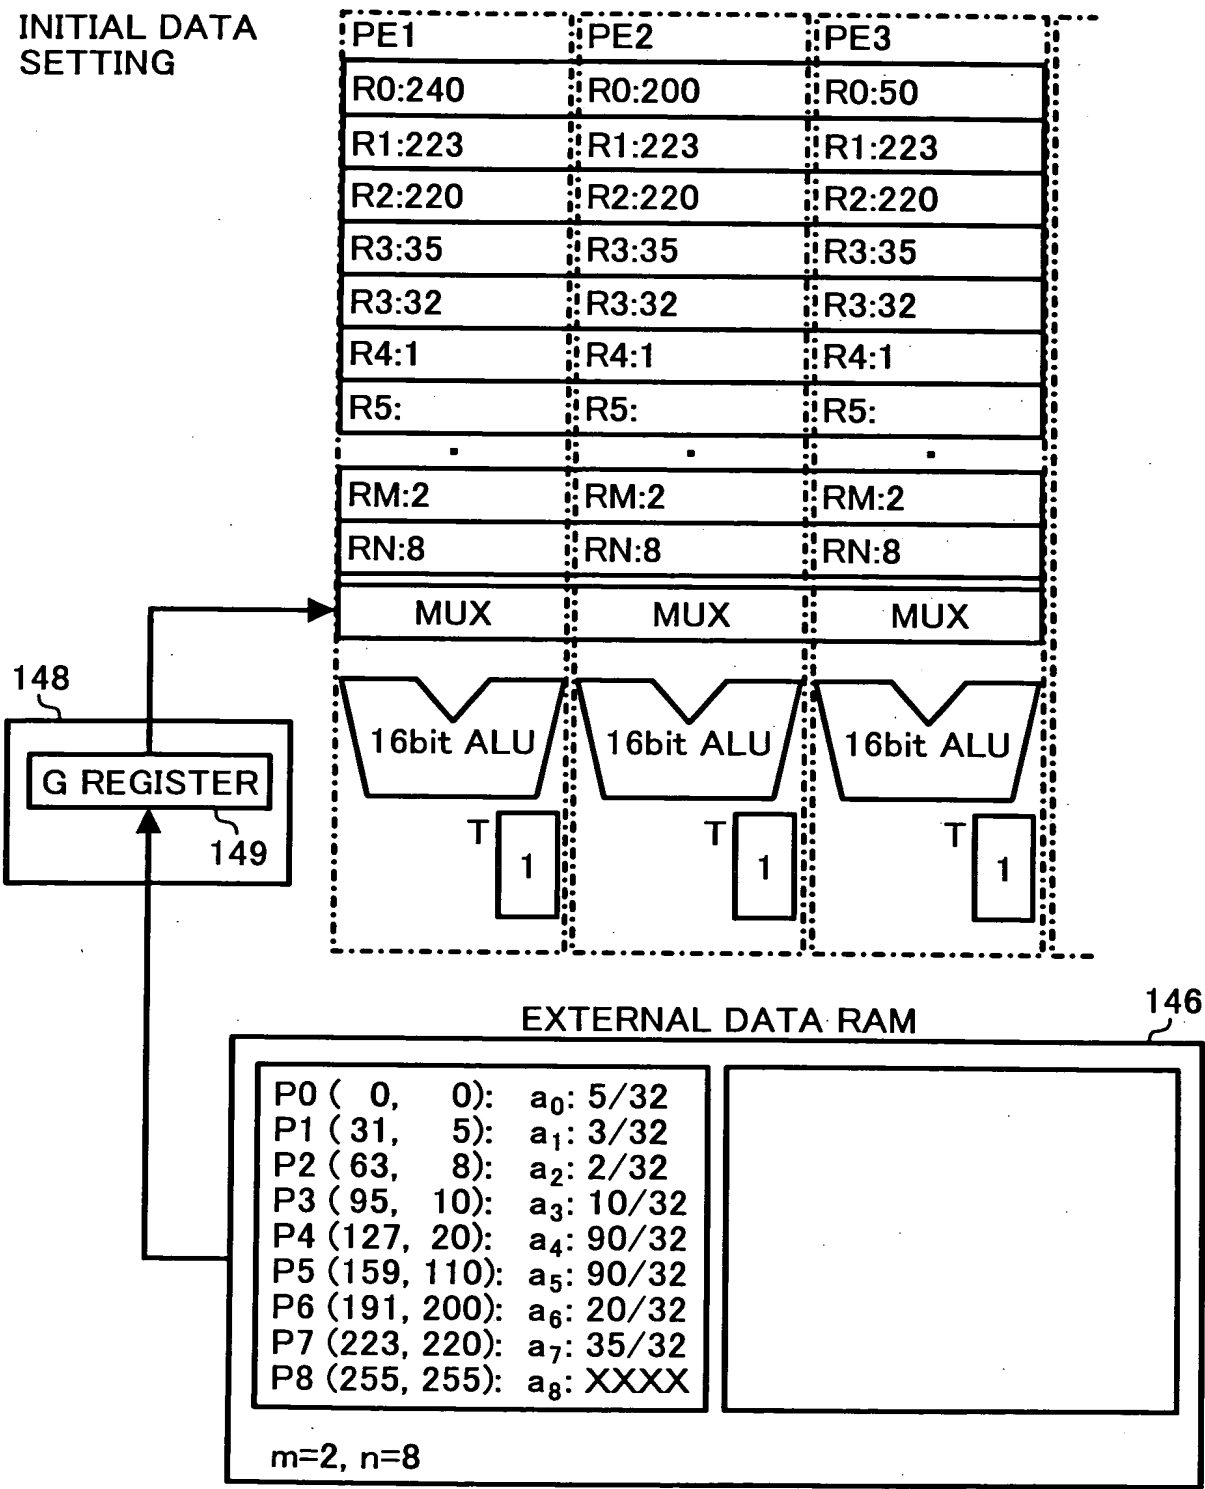 INITIAL DATA
SETTING
PE1 PE2 PE3
R0:240 R0:200 R0:50
R1:223 R1:223 R1:223
R2:220 R2:220 R2:220
R3:35 R3:35 R3:35
R3:32 R3:32 R3:32
R4:1 R4:1 R4:1
R5: R5: R5:
RM:2 RM:2 RM:2
RN:8 RN:8 RN:8
MUX MUX MUX
148
16bit ALU 16bit ALU 16bit ALU
G REGISTER
149
T 1 T 1 T 1
EXTERNAL DATA RAM
146
P0 ( 0, 0): a₀: 5/32
P1 ( 31, 5): a₁: 3/32
P2 ( 63, 8): a₂: 2/32
P3 ( 95, 10): a₃: 10/32
P4 (127, 20): a₄: 90/32
P5 (159, 110): a₅: 90/32
P6 (191, 200): a₆: 20/32
P7 (223, 220): a₇: 35/32
P8 (255, 255): a₈: XXXX
m=2, n=8